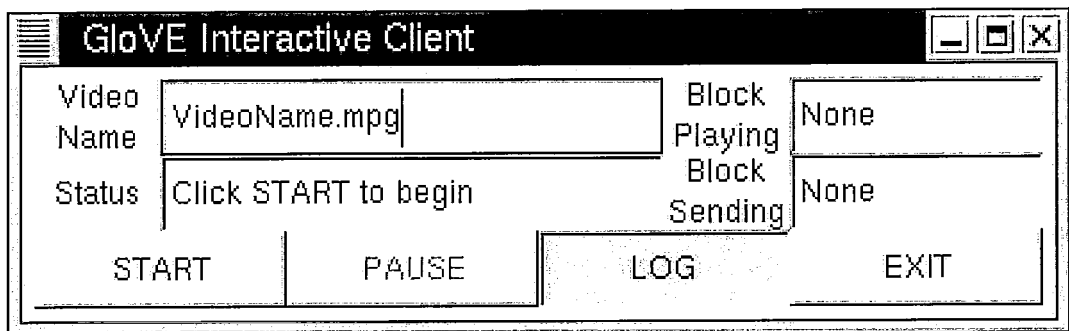 GloVE Interactive Client
Video
Name
VideoName.mpg
Block
Playing
None
Status
Click START to begin
Block
Sending
None
START
PAUSE
LOG
EXIT